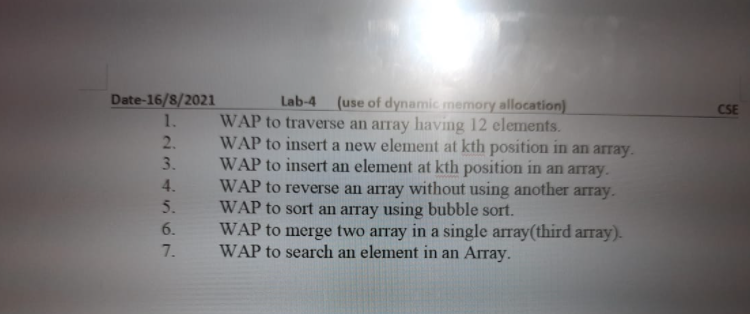 Date-16/8/2021 Lab-4 (use of dynamic memory allocation) CSE
1. WAP to traverse an array having 12 elements.
2. WAP to insert a new element at kth position in an array.
3. WAP to insert an element at kth position in an array.
4. WAP to reverse an array without using another array.
5. WAP to sort an array using bubble sort.
6. WAP to merge two array in a single array(third array).
7. WAP to search an element in an Array.